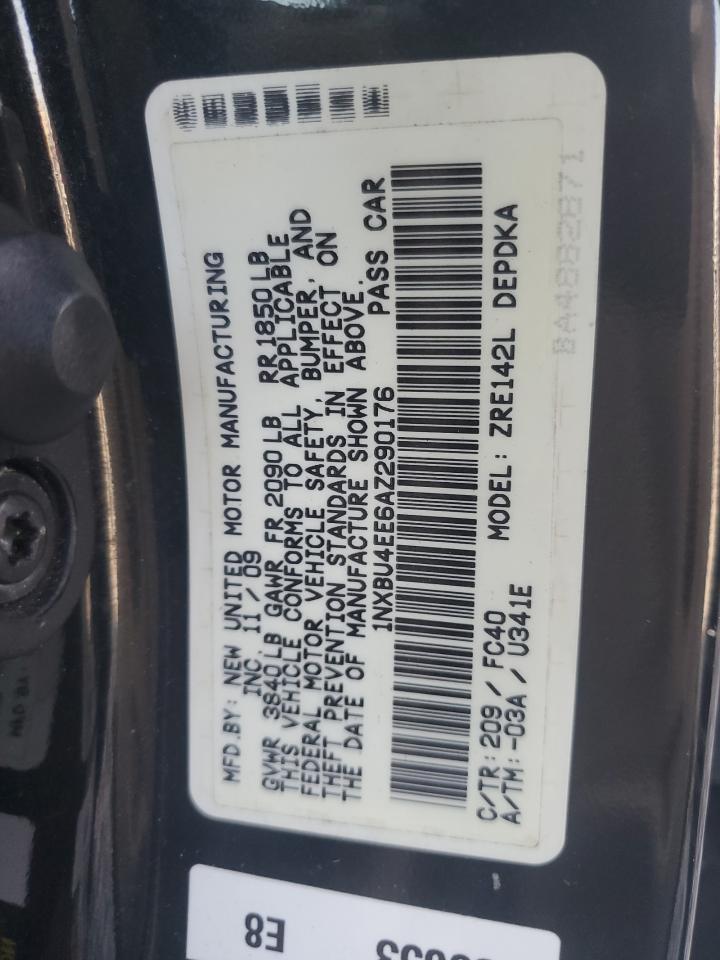 MFD.BY: NEW UNITED MOTOR MANUFACTURING
INC. 11/09
GVWR 3840LB GAWR FR 2090LB RR1850LB
THIS VEHICLE CONFORMS TO ALL APPLICABLE
FEDERAL MOTOR VEHICLE SAFETY, BUMPER, AND
THEFT PREVENTION STANDARDS IN EFFECT ON
THE DATE OF MANUFACTURE SHOWN ABOVE.
1NXBU4EE6AZ290176 PASS CAR
C/TR:209/FC40 MODEL: ZRE142L DEPDKA
A/TM:-03A/U341E
BA4882871
E8